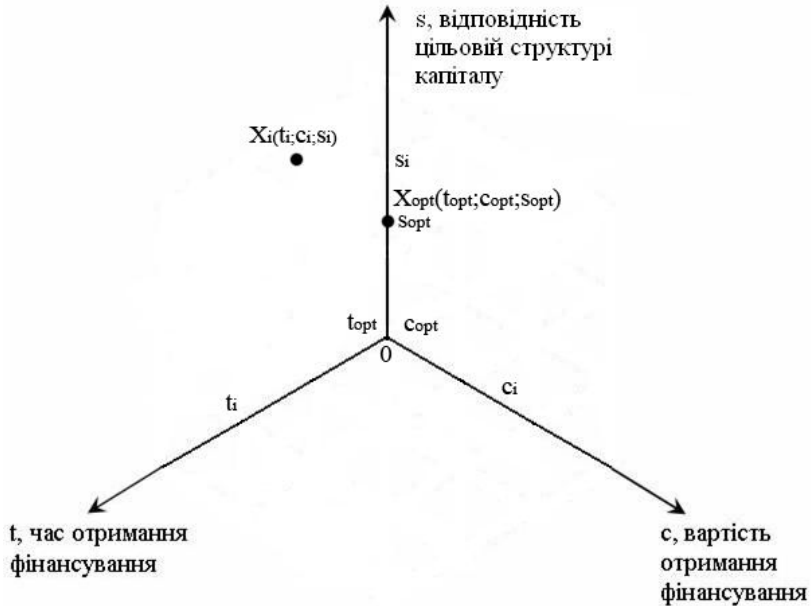 s, відповідність
цільовій структурі
капіталу
Xi(ti;ci;si)
si
Xopt(topt;copt;sopt)
sopt
topt
copt
0
ti
ci
t, час отримання
фінансування
c, вартість
отримання
фінансування